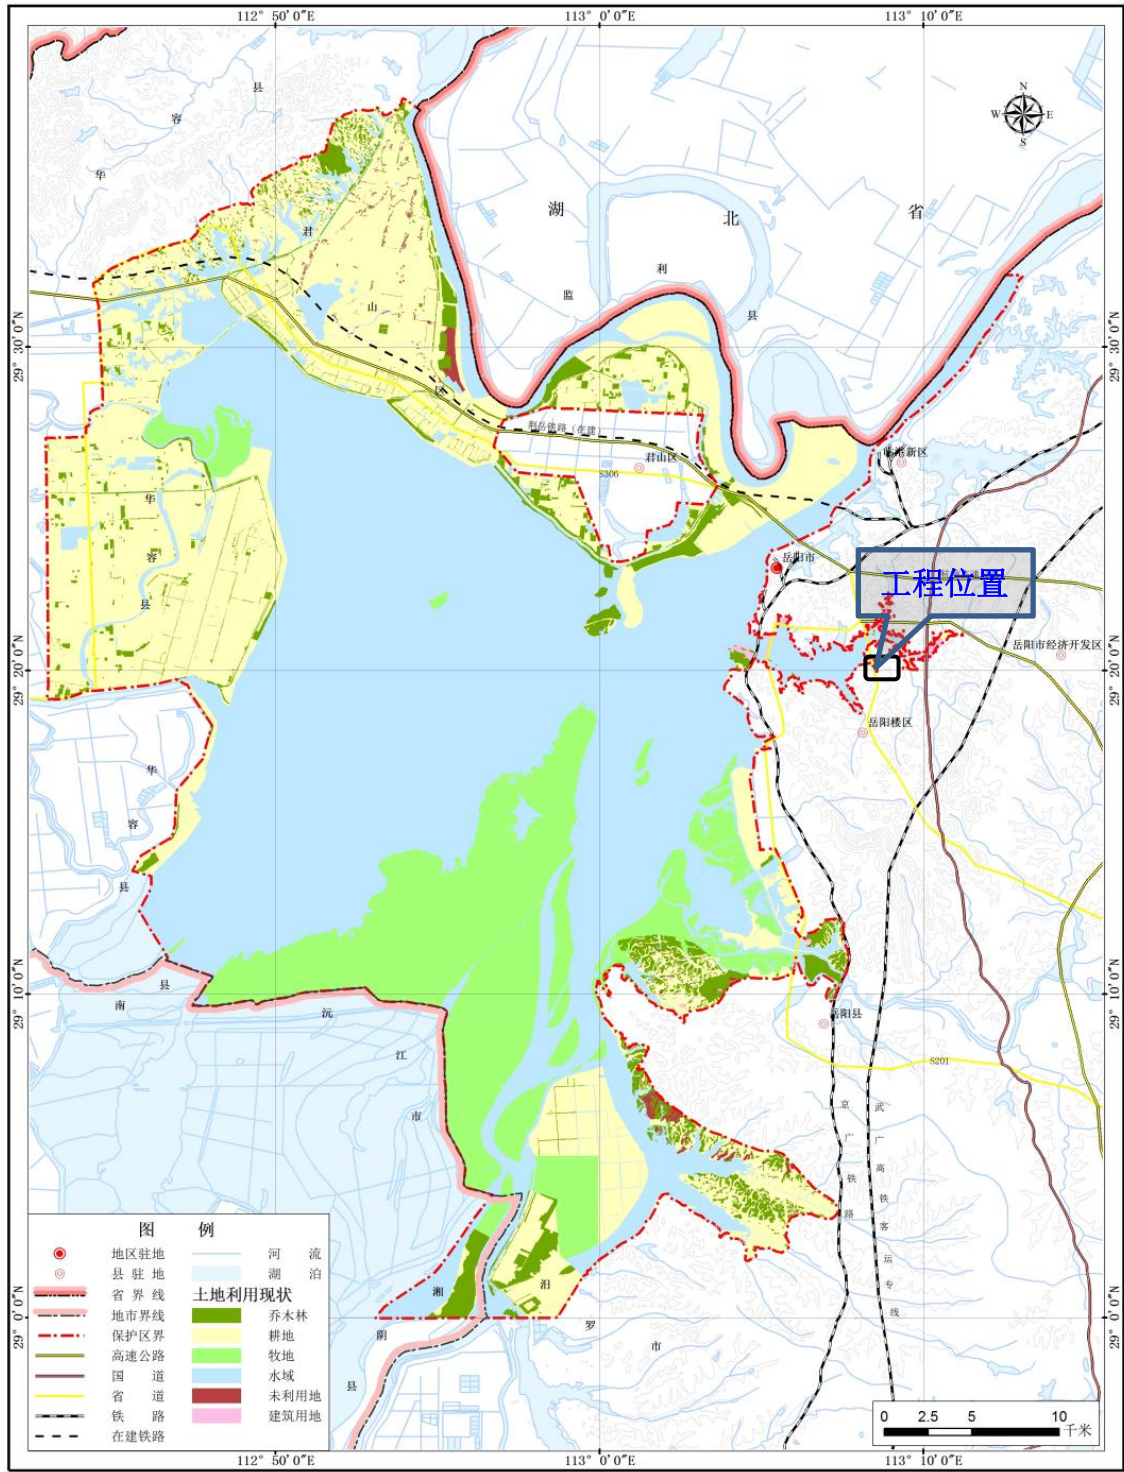 112° 50′ 0″E
113° 0′ 0″E
113° 10′ 0″E
N
W
E
S
华
容
县
湖
北
省
监
利
县
君
山
区
29° 30′ 0″N
29° 30′ 0″N
荆岳铁路（在建）
君山区
S306
临港新区
岳阳市
工程位置
华
容
县
岳阳市经济开发区
29° 20′ 0″N
29° 20′ 0″N
岳阳楼区
华
容
县
29° 10′ 0″N
29° 10′ 0″N
南
县
沅
江
市
岳阳县
S201
京
广
铁
路
武
广
高
铁
客
运
专
线
湘
阴
县
汨
罗
市
29° 0′ 0″N
29° 0′ 0″N
图 例
地区驻地
县 驻 地
省 界 线
地市界线
保护区界
高速公路
国 道
省 道
铁 路
在建铁路
河 流
湖 泊
土地利用现状
乔木林
耕地
牧地
水域
未利用地
建筑用地
0 2.5 5 10
千米
112° 50′ 0″E
113° 0′ 0″E
113° 10′ 0″E